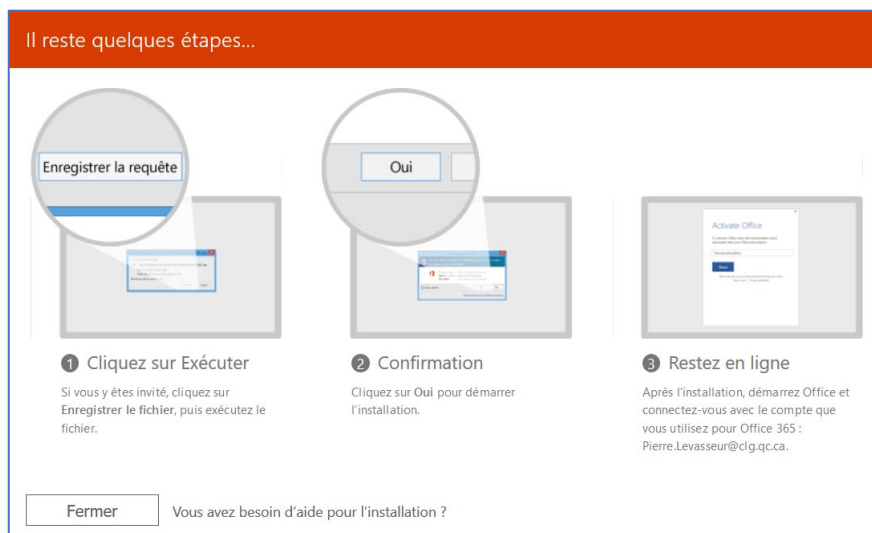 Il reste quelques étapes...
Enregistrer la requête
Oui
Activate Office
1 Cliquez sur Exécuter
Si vous y êtes invité, cliquez sur
Enregistrer le fichier, puis exécutez le
fichier.
2 Confirmation
Cliquez sur Oui pour démarrer
l'installation.
3 Restez en ligne
Après l'installation, démarrez Office et
connectez-vous avec le compte que
vous utilisez pour Office 365 :
Pierre.Levasseur@clg.qc.ca.
Fermer
Vous avez besoin d'aide pour l'installation ?